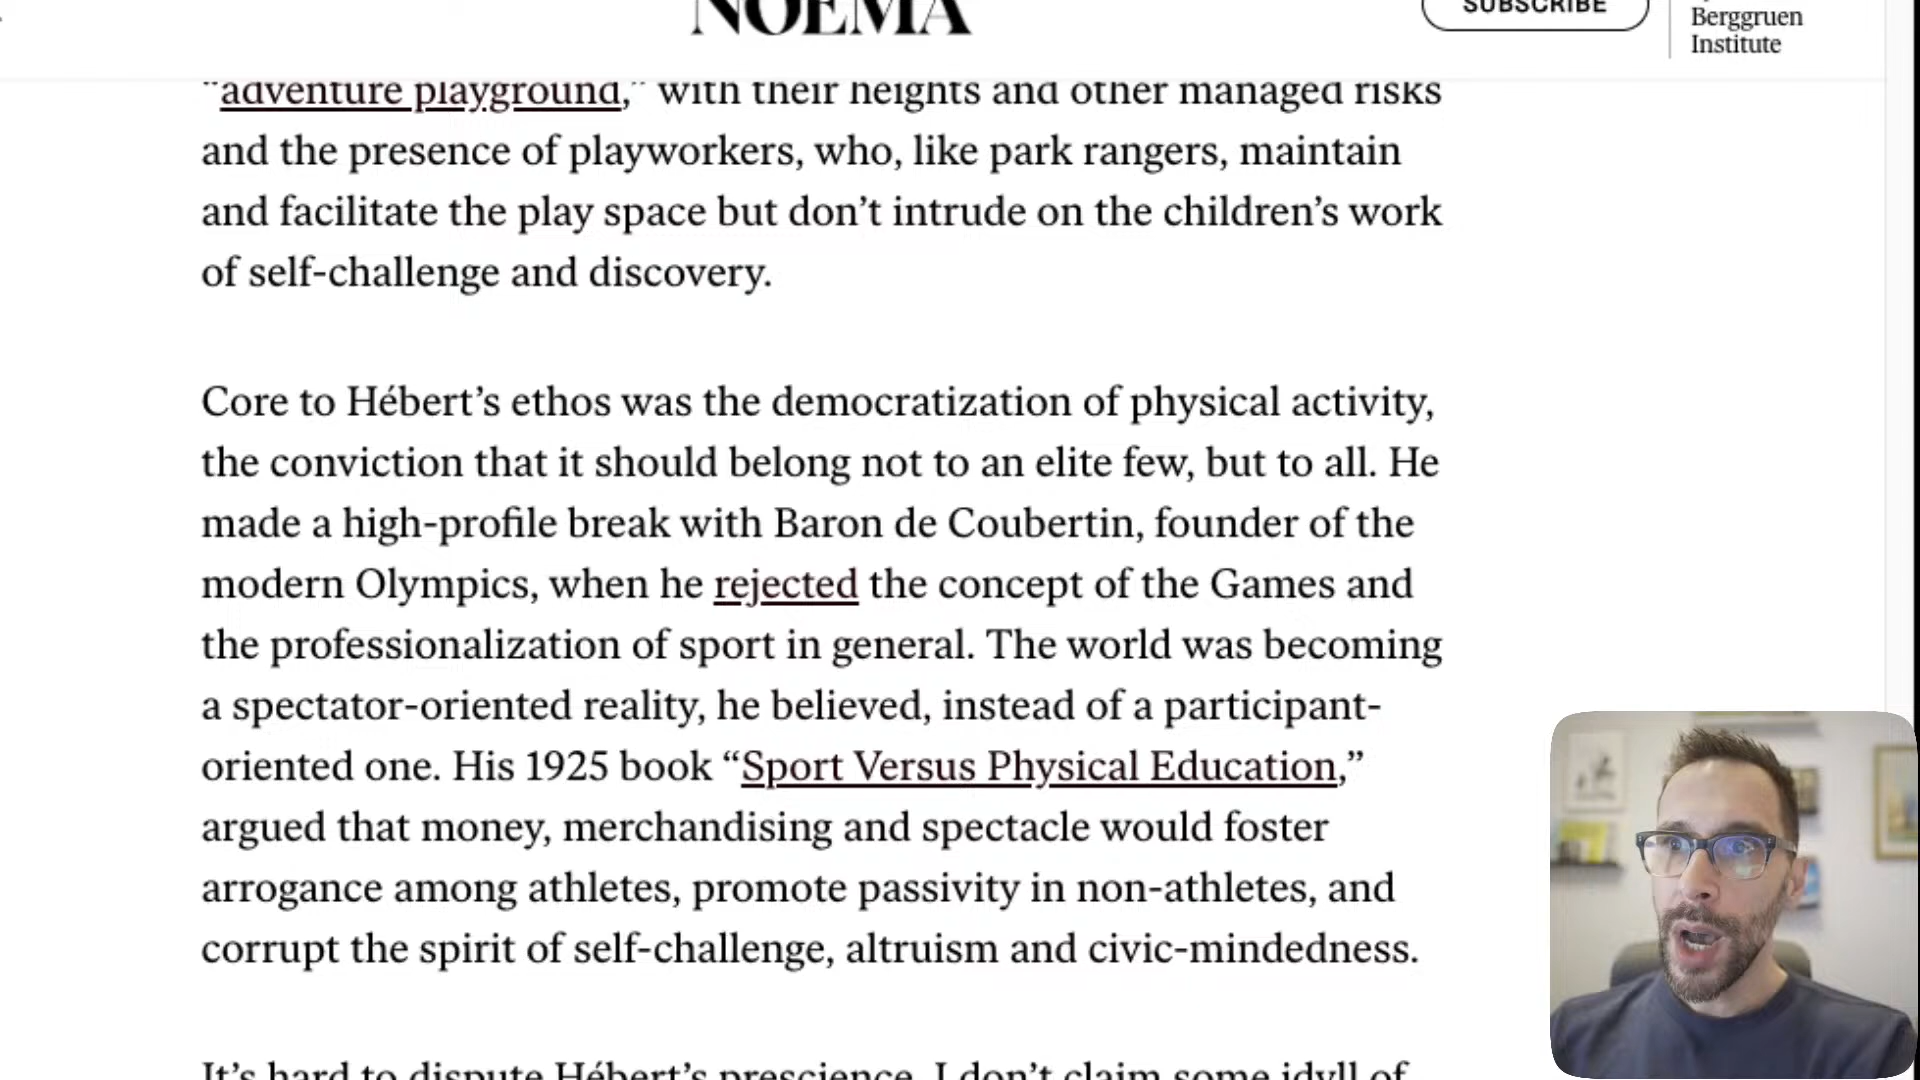 NOEMA
SUBSCRIBE
Berggruen
Institute
“adventure playground,” with their heights and other managed risks
and the presence of playworkers, who, like park rangers, maintain
and facilitate the play space but don’t intrude on the children’s work
of self-challenge and discovery.
Core to Hébert’s ethos was the democratization of physical activity,
the conviction that it should belong not to an elite few, but to all. He
made a high-profile break with Baron de Coubertin, founder of the
modern Olympics, when he rejected the concept of the Games and
the professionalization of sport in general. The world was becoming
a spectator-oriented reality, he believed, instead of a participant-
oriented one. His 1925 book “Sport Versus Physical Education,”
argued that money, merchandising and spectacle would foster
arrogance among athletes, promote passivity in non-athletes, and
corrupt the spirit of self-challenge, altruism and civic-mindedness.
It’s hard to dispute Hébert’s prescience. I don’t claim some idyll of